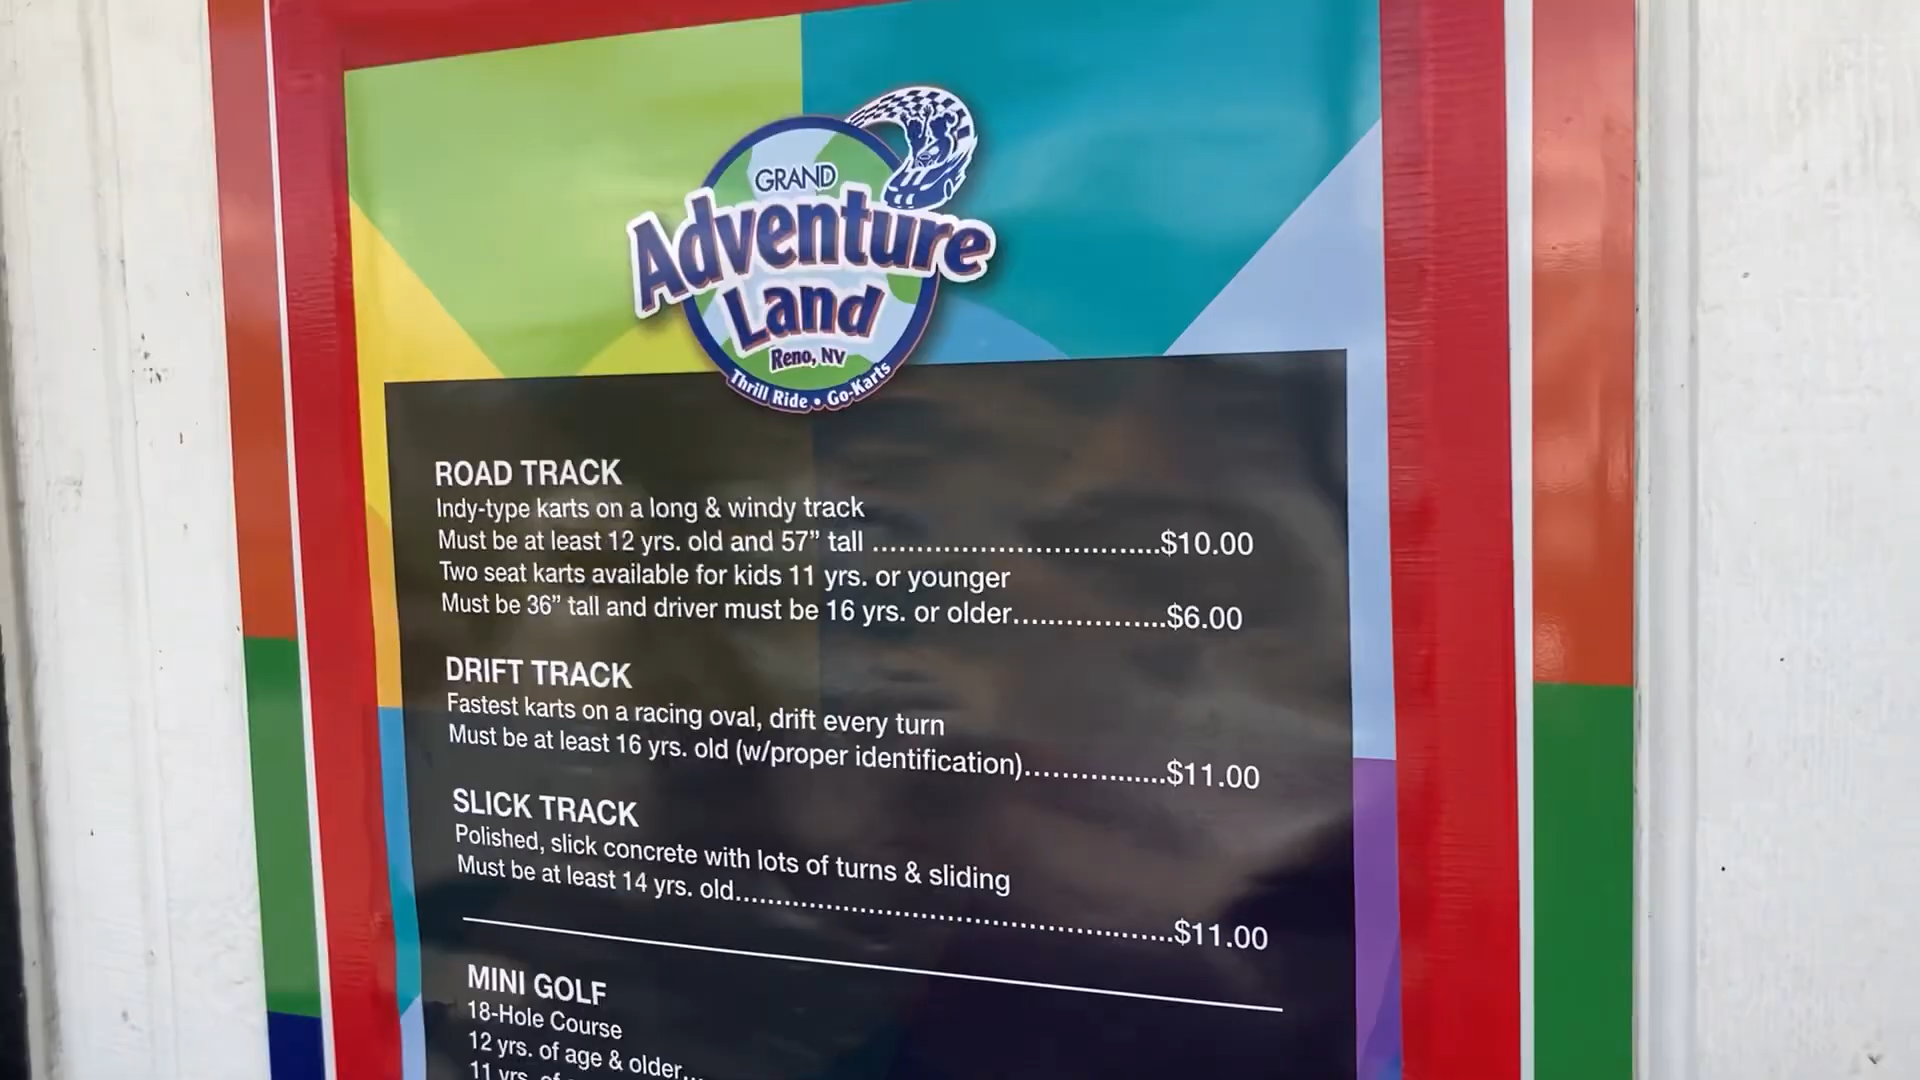 GRAND
Adventure
Land
Reno, NV
Thrill Ride • Go-Karts
ROAD TRACK
Indy-type karts on a long & windy track
Must be at least 12 yrs. old and 57” tall ................................$10.00
Two seat karts available for kids 11 yrs. or younger
Must be 36” tall and driver must be 16 yrs. or older.................$6.00
DRIFT TRACK
Fastest karts on a racing oval, drift every turn
Must be at least 16 yrs. old (w/proper identification)................$11.00
SLICK TRACK
Polished, slick concrete with lots of turns & sliding
Must be at least 14 yrs. old.................................................$11.00
MINI GOLF
18-Hole Course
12 yrs. of age & older...
11 yrs. of